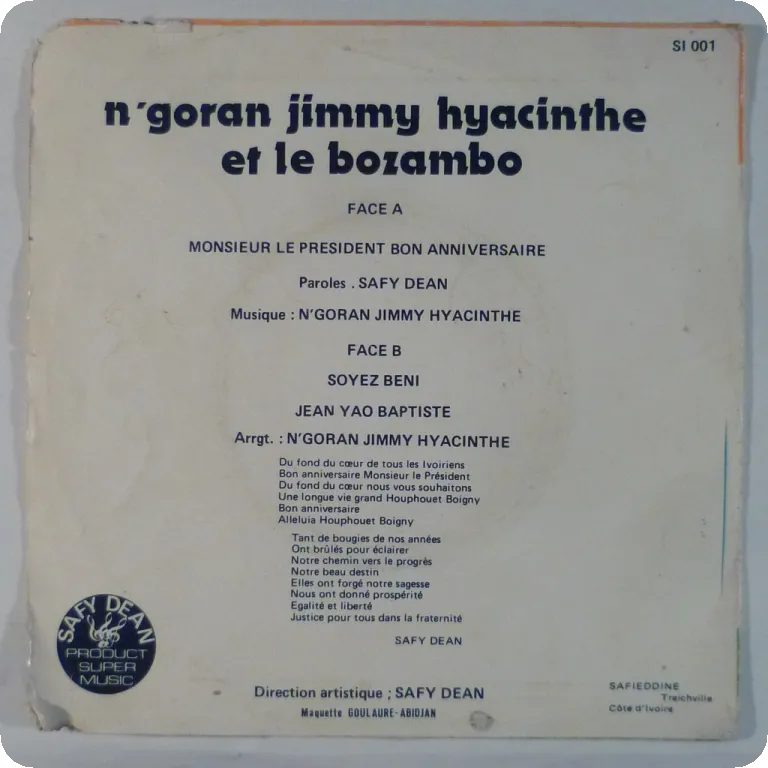 SI 001
n'goran jimmy hyacinthe
et le bozambo
FACE A
MONSIEUR LE PRESIDENT BON ANNIVERSAIRE
Paroles . SAFY DEAN
Musique : N'GORAN JIMMY HYACINTHE
FACE B
SOYEZ BENI
JEAN YAO BAPTISTE
Arrgt. : N'GORAN JIMMY HYACINTHE
Du fond du cœur de tous les Ivoiriens
Bon anniversaire Monsieur le Président
Du fond du cœur nous vous souhaitons
Une longue vie grand Houphouet Boigny
Bon anniversaire
Alleluia Houphouet Boigny
Tant de bougies de nos années
Ont brûlés pour éclairer
Notre chemin vers le progrès
Notre beau destin
Elles ont forgé notre sagesse
Nous ont donné prospérité
Egalité et liberté
Justice pour tous dans la fraternité
SAFY DEAN
SAFY DEAN
PRODUCT
SUPER
MUSIC
Direction artistique ; SAFY DEAN
Maquette GOULAURE-ABIDJAN
SAFIEDDINE
Treichville
Côte d'Ivoire